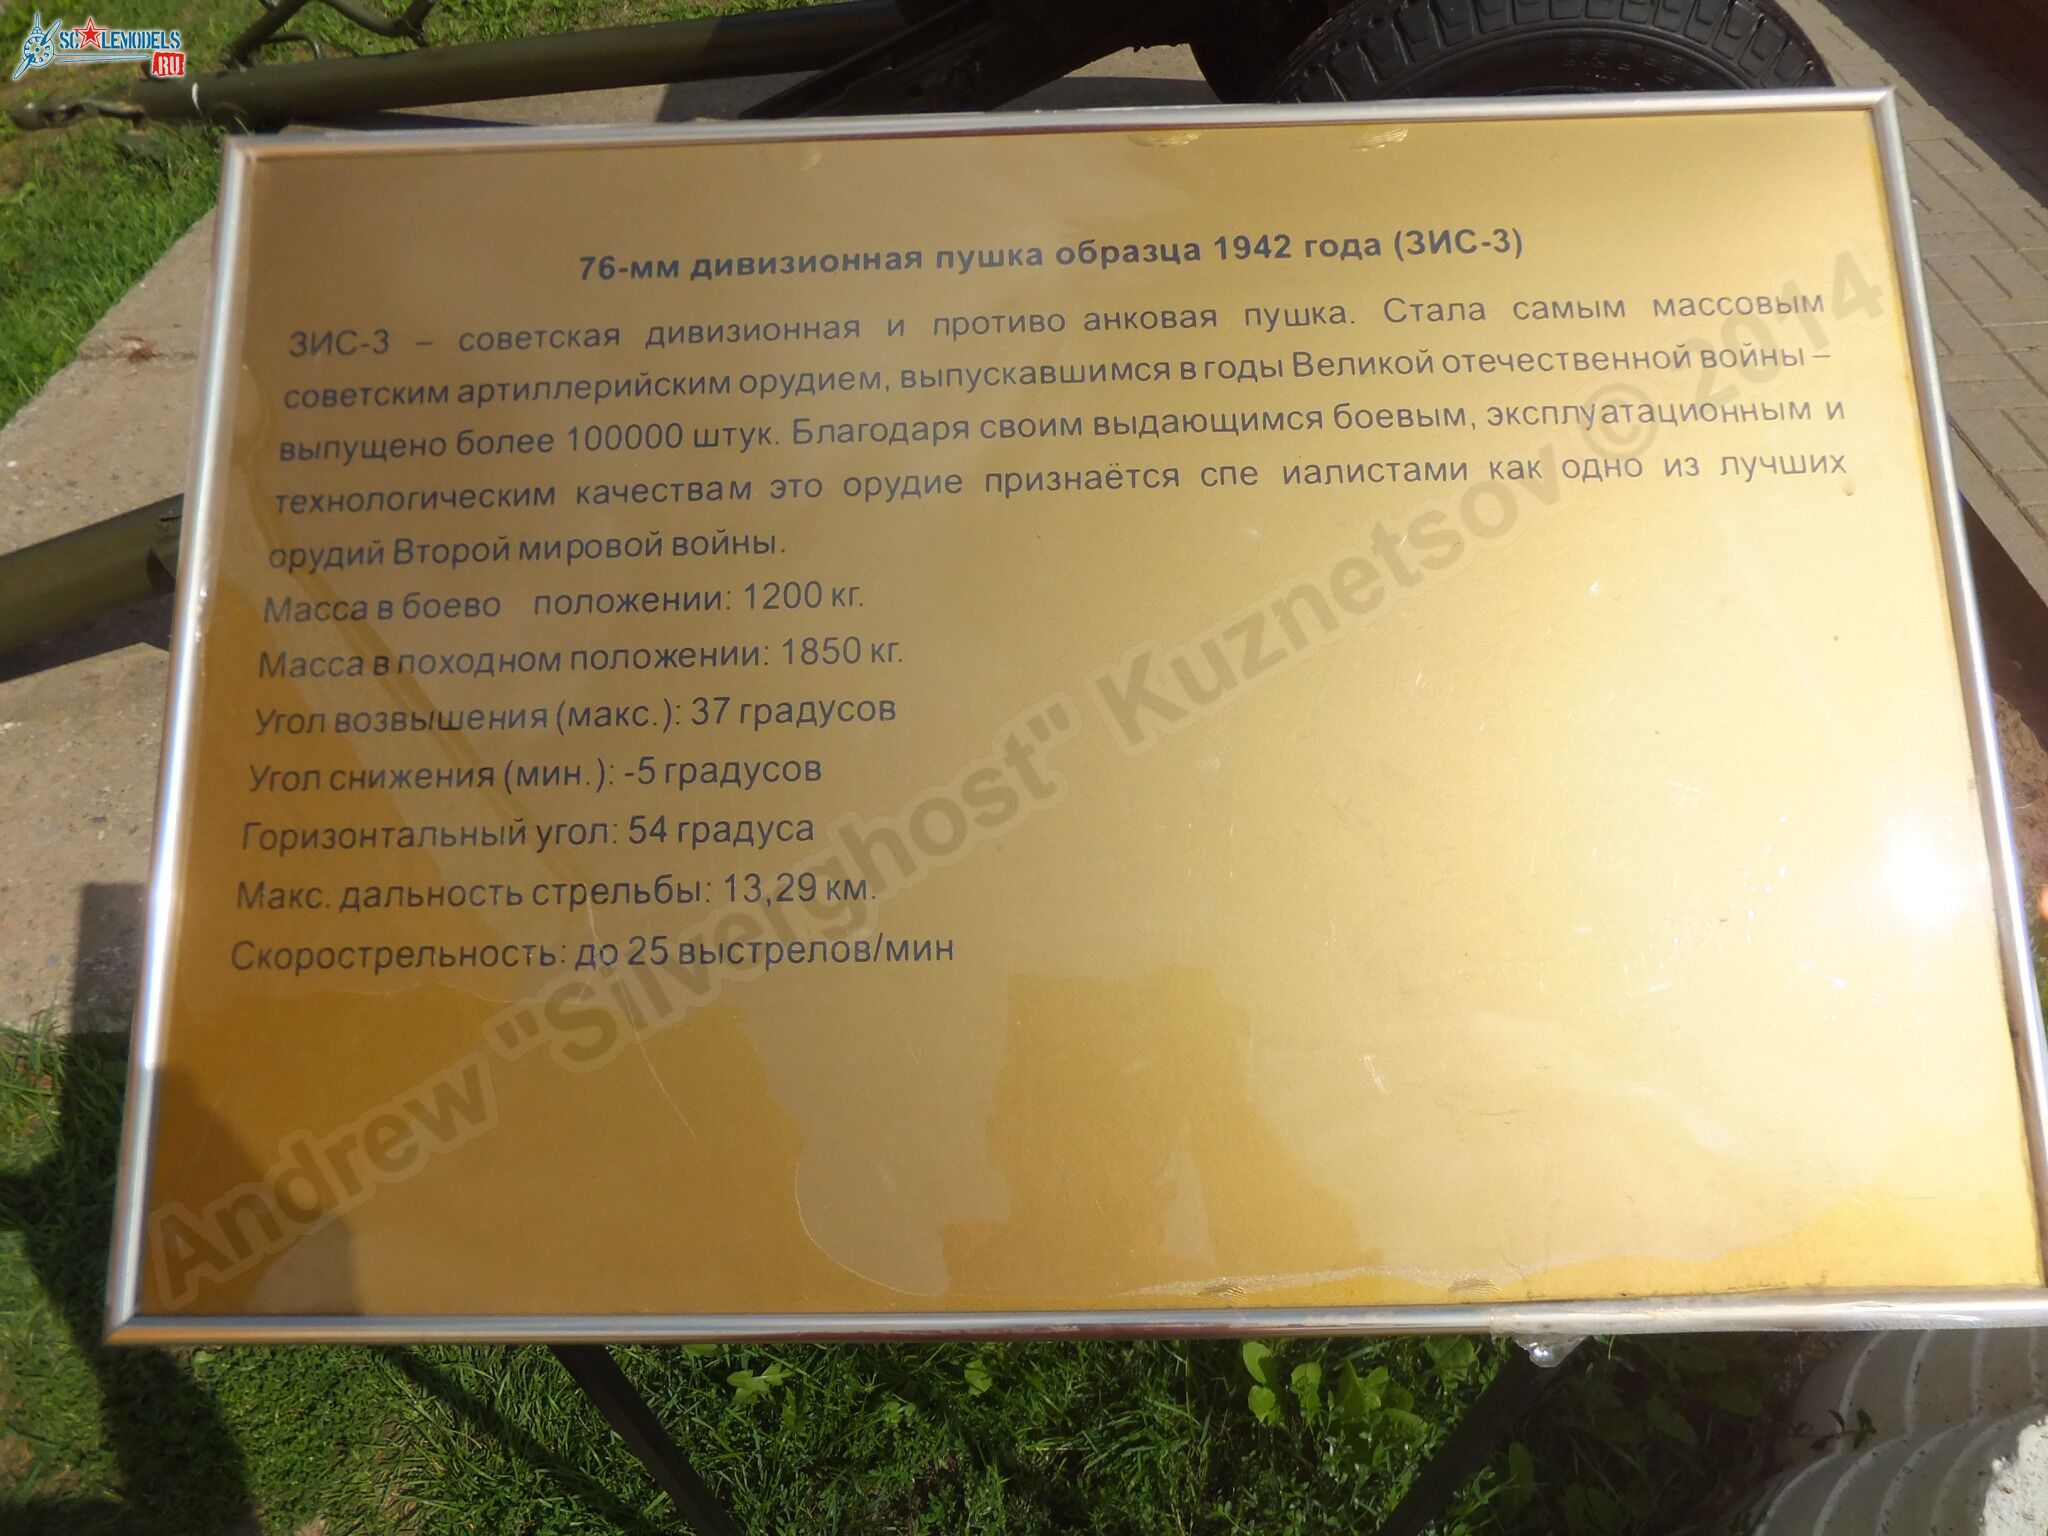 SCALEMODELS
RU
76-мм дивизионная пушка образца 1942 года (ЗИС-3)
ЗИС-3 – советская дивизионная и противо анковая пушка. Стала самым массовым
советским артиллерийским орудием, выпускавшимся в годы Великой отечественной войны –
выпущено более 100000 штук. Благодаря своим выдающимся боевым, эксплуатационным и
технологическим качествам это орудие признаётся спе иалистами как одно из лучших
орудий Второй мировой войны.
Масса в боево положении: 1200 кг.
Масса в походном положении: 1850 кг.
Угол возвышения (макс.): 37 градусов
Угол снижения (мин.): -5 градусов
Горизонтальный угол: 54 градуса
Макс. дальность стрельбы: 13,29 км.
Скорострельность: до 25 выстрелов/мин
Andrew "Silverghost" Kuznetsov © 2014